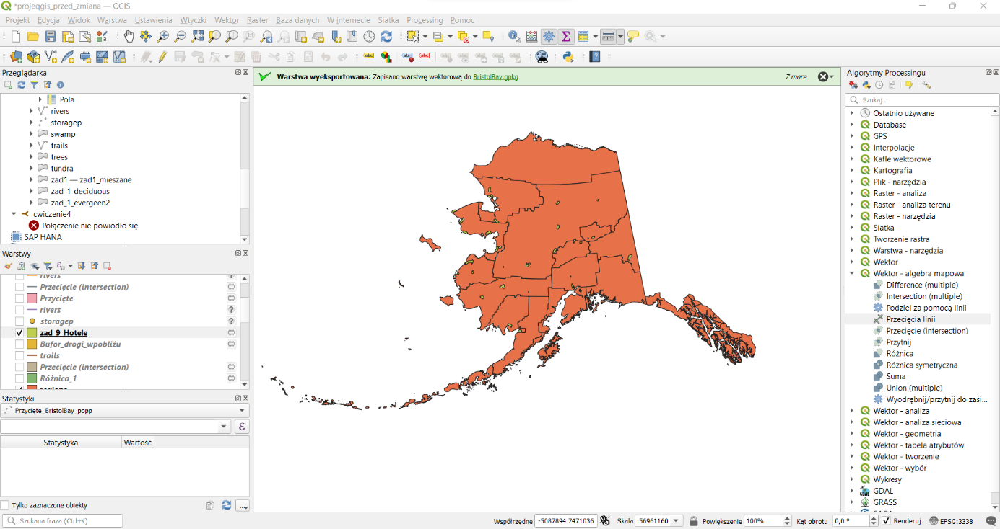 *projeqgis_przed_zmiana — QGIS
Projekt Edycja Widok Warstwa Ustawienia Wtyczki Wektor Raster Baza danych W internecie Siatka Processing Pomoc
Przeglądarka
Pola
rivers
storagep
swamp
trails
trees
tundra
zad1 — zad1_mieszane
zad_1_deciduous
zad_1_evergeen2
cwiczenie4
Połączenie nie powiodło się
SAP HANA
Warstwy
rivers
Przecięcie (intersection)
Przycięte
rivers
storagep
zad_9_Hotele
Bufor_drogi_wpobliżu
trails
Przecięcie (intersection)
Różnica_1
Statystyki
Przycięte_BristolBay_popp
Statystyka Wartość
Tylko zaznaczone obiekty
Warstwa wyeksportowana: Zapisano warstwę wektorową do BristolBay.gpkg 7 more
Algorytmy Processingu
Szukaj...
Ostatnio używane
Database
GPS
Interpolacje
Kafle wektorowe
Kartografia
Plik - narzędzia
Raster - analiza
Raster - analiza terenu
Raster - narzędzia
Siatka
Tworzenie rastra
Warstwa - narzędzia
Wektor
Wektor - algebra mapowa
Difference (multiple)
Intersection (multiple)
Podziel za pomocą linii
Przecięcia linii
Przecięcie (intersection)
Przytnij
Różnica
Różnica symetryczna
Suma
Union (multiple)
Wyodrębnij/przytnij do zasi...
Wektor - analiza
Wektor - analiza sieciowa
Wektor - geometria
Wektor - tabela atrybutów
Wektor - tworzenie
Wektor - wybór
Wykresy
GDAL
GRASS
Szukana fraza (Ctrl+K) Współrzędne -5087894 7471036 Skala :56961160 Powiększenie 100% Kąt obrotu 0,0 ° Renderuj EPSG:3338